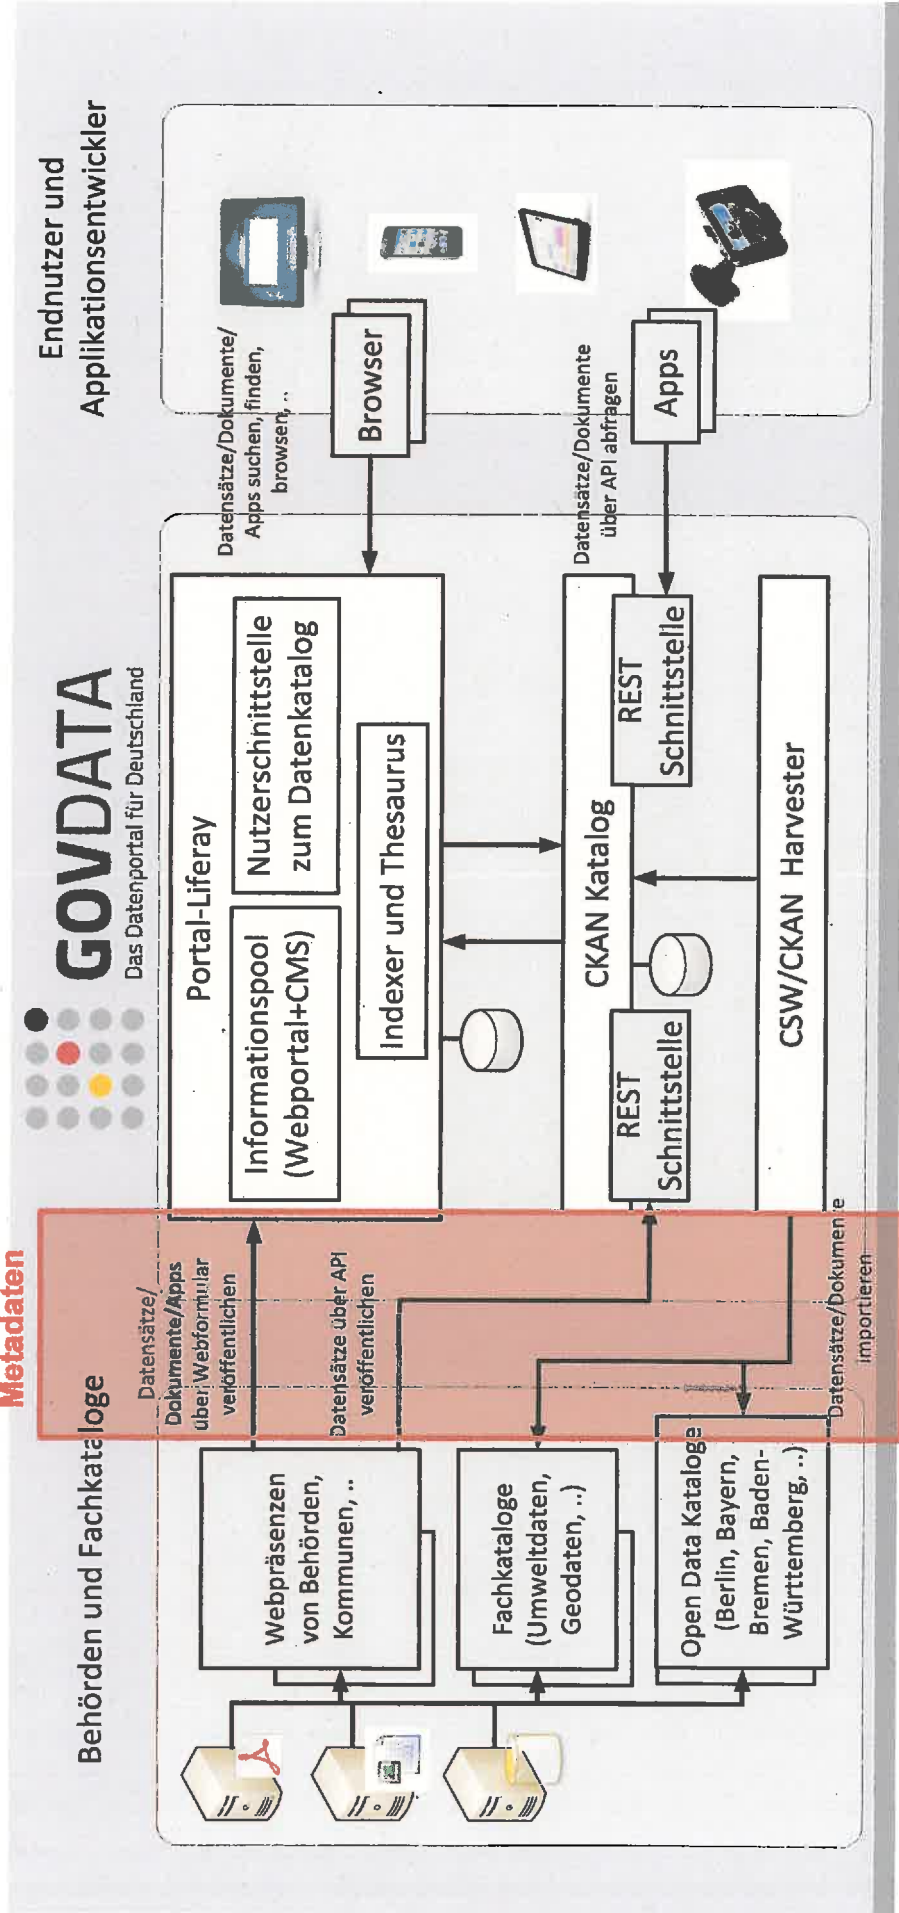 Metadaten
Behörden und Fachkataloge
GOVDATA
Das Datenportal für Deutschland
Endnutzer und
Applikationsentwickler
Webpräsenzen
von Behörden,
Kommunen, ..
Fachkataloge
(Umweltdaten,
Geodaten, ..)
Open Data Kataloge
(Berlin, Bayern,
Bremen, Baden-
Württemberg, ..)
Datensätze/
Dokumente/Apps
über Webformular
veröffentlichen
Datensätze über API
veröffentlichen
Datensätze/Dokumente
importieren
Portal-Liferay
Informationspool
(Webportal+CMS)
Nutzerschnittstelle
zum Datenkatalog
Indexer und Thesaurus
CKAN Katalog
REST
Schnittstelle
REST
Schnittstelle
CSW/CKAN Harvester
Datensätze/Dokumente/
Apps suchen, finden,
browsen, ..
Browser
Datensätze/Dokumente
über API abfragen
Apps